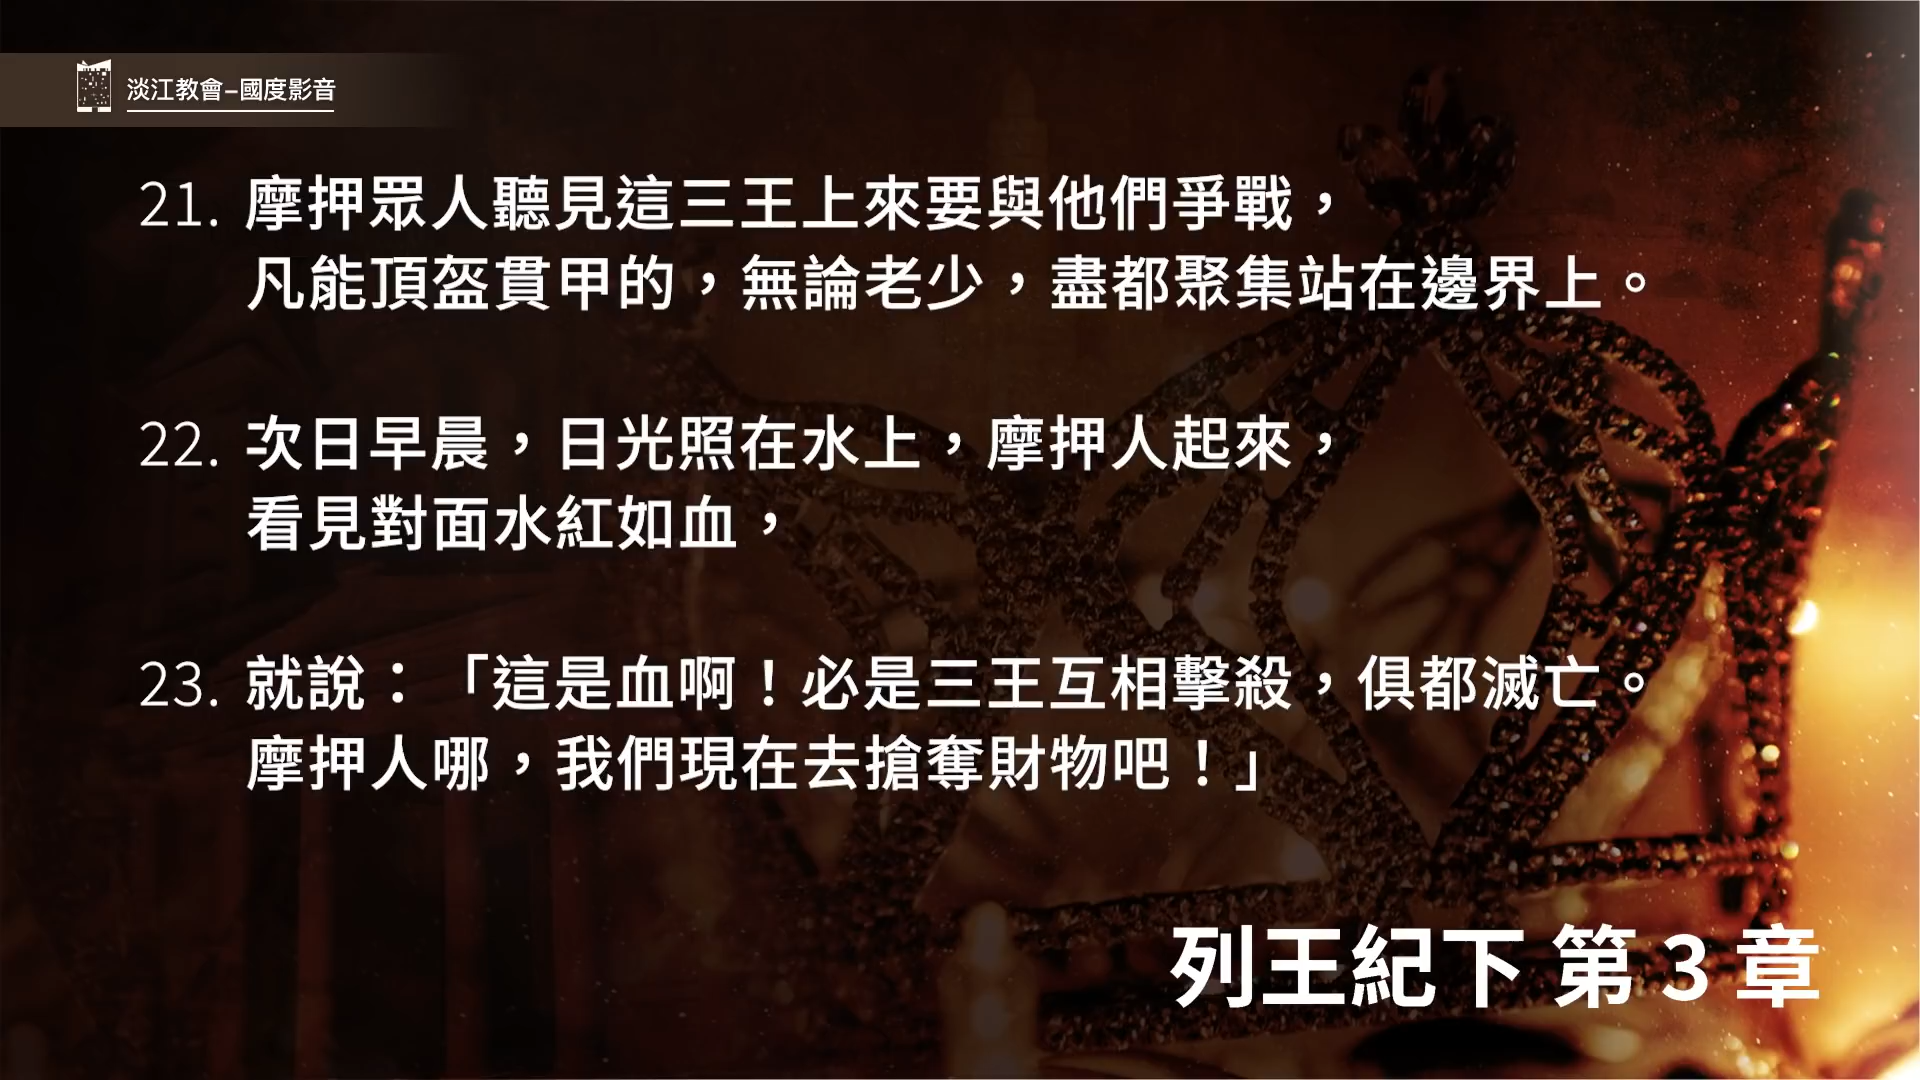 淡江教會–國度影音
21. 摩押眾人聽見這三王上來要與他們爭戰，
凡能頂盔貫甲的，無論老少，盡都聚集站在邊界上。
22. 次日早晨，日光照在水上，摩押人起來，
看見對面水紅如血，
23. 就說：「這是血啊！必是三王互相擊殺，俱都滅亡。
摩押人哪，我們現在去搶奪財物吧！」
列王紀下 第 3 章